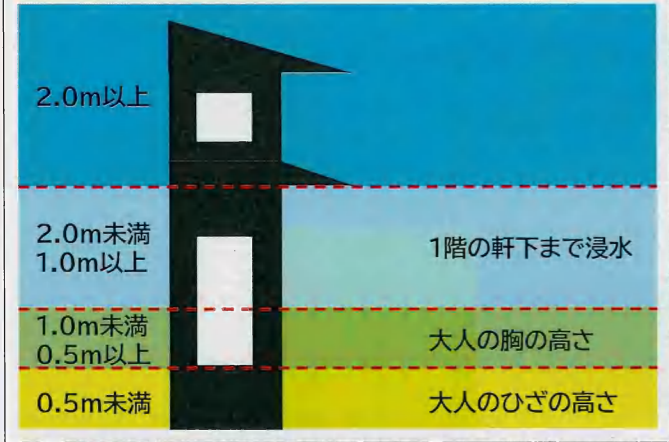 2.0m以上
2.0m未満
1.0m以上
1階の軒下まで浸水
1.0m未満
0.5m以上
大人の胸の高さ
0.5m未満
大人のひざの高さ